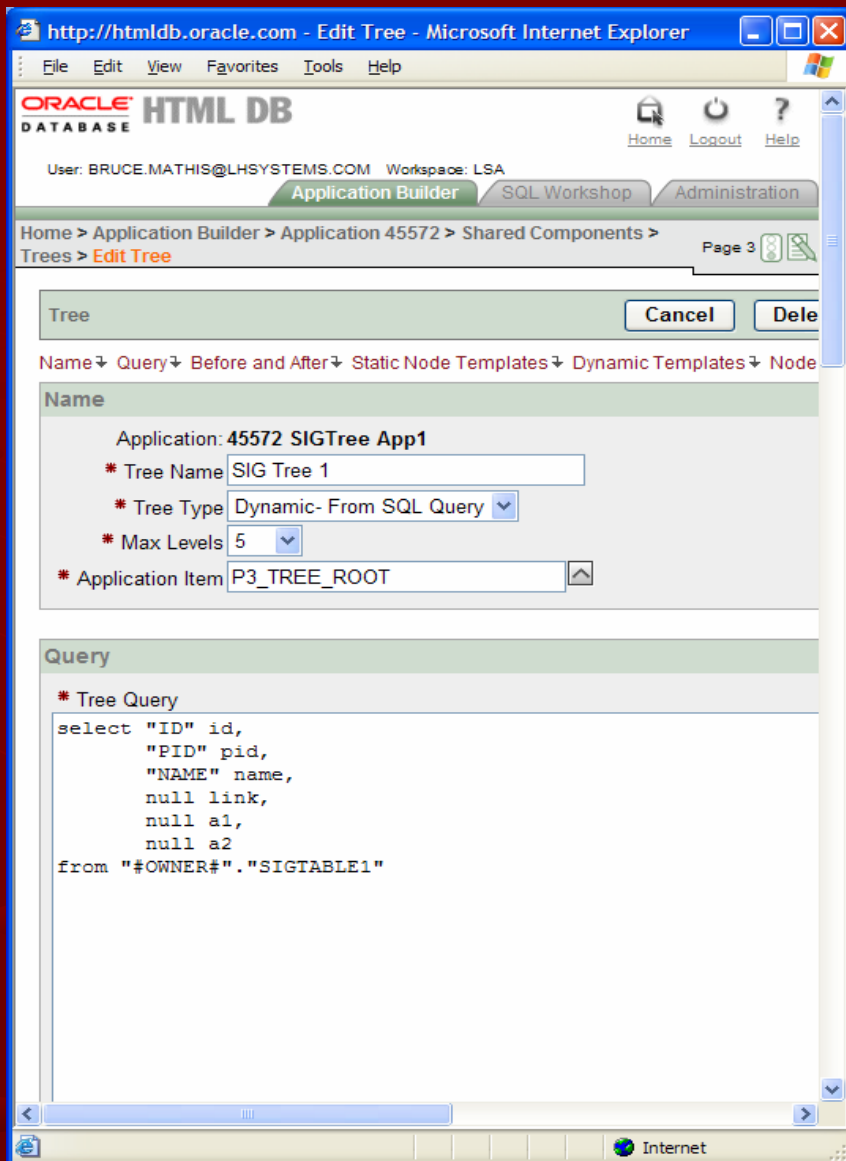 http://htmldb.oracle.com - Edit Tree - Microsoft Internet Explorer
File Edit View Favorites Tools Help
ORACLE HTML DB
DATABASE
Home Logout Help
User: BRUCE.MATHIS@LHSYSTEMS.COM Workspace: LSA
Application Builder SQL Workshop Administration
Home > Application Builder > Application 45572 > Shared Components >
Trees > Edit Tree
Page 3
Tree Cancel Dele
Name Query Before and After Static Node Templates Dynamic Templates Node
Name
Application: 45572 SIGTree App1
* Tree Name SIG Tree 1
* Tree Type Dynamic- From SQL Query
* Max Levels 5
* Application Item P3_TREE_ROOT
Query
* Tree Query
select "ID" id,
"PID" pid,
"NAME" name,
null link,
null a1,
null a2
from "#OWNER#"."SIGTABLE1"
Internet